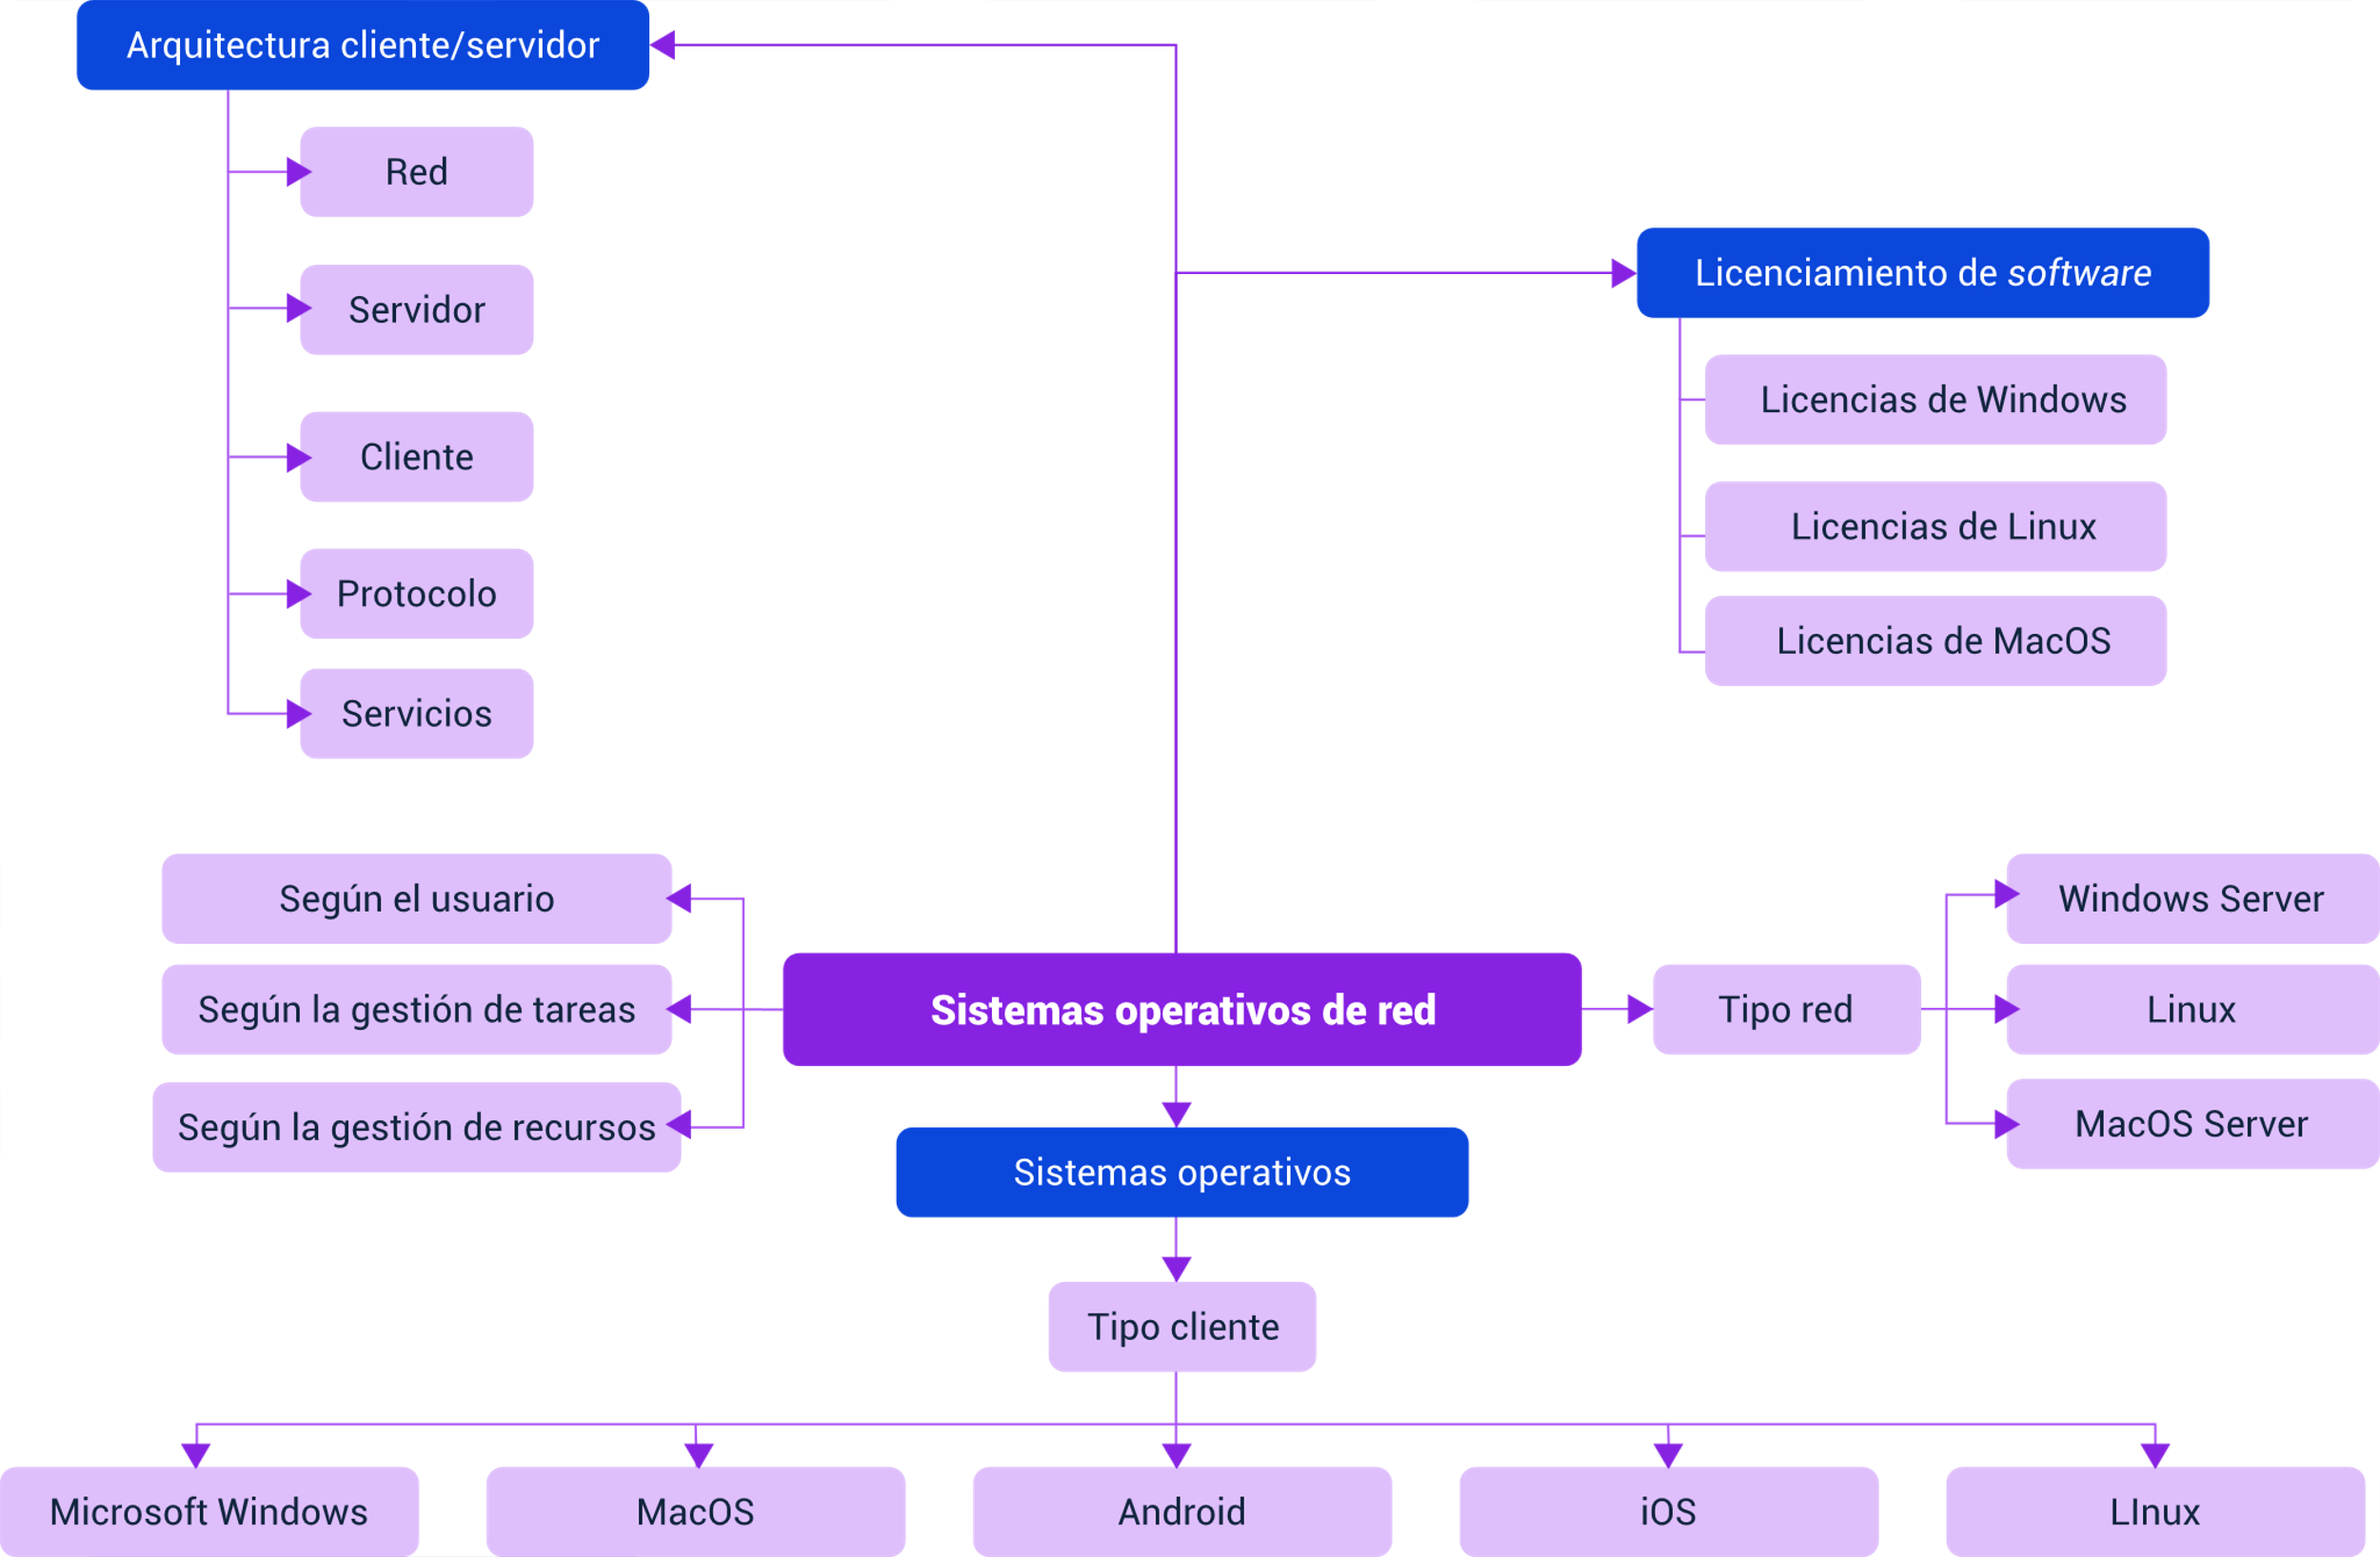 Arquitectura cliente/servidor
Red
Servidor
Cliente
Protocolo
Servicios
Licenciamiento de software
Licencias de Windows
Licencias de Linux
Licencias de MacOS
Según el usuario
Según la gestión de tareas
Según la gestión de recursos
Sistemas operativos de red
Tipo red
Windows Server
Linux
MacOS Server
Sistemas operativos
Tipo cliente
Microsoft Windows
MacOS
Android
iOS
LInux